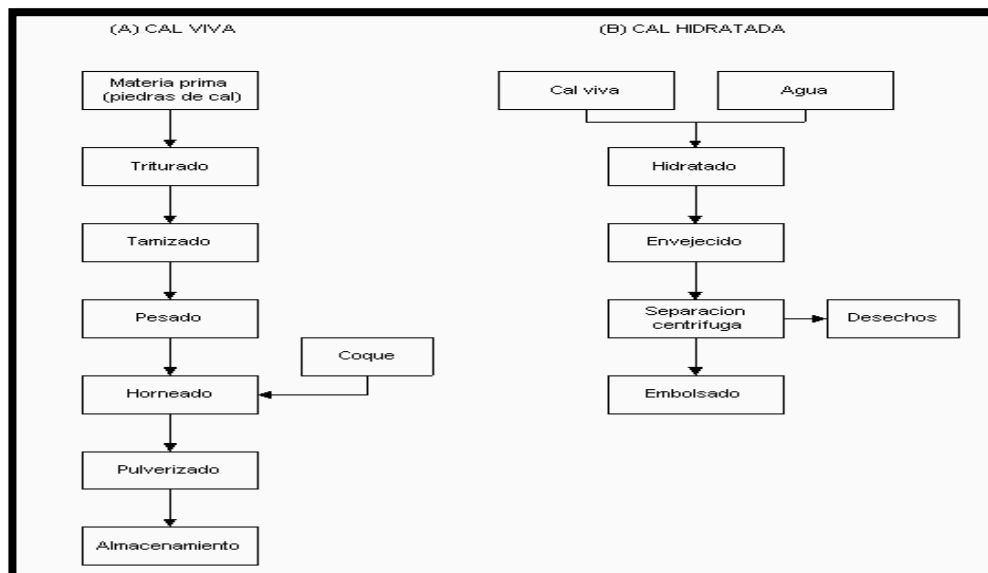 (A) CAL VIVA
Materia prima
(piedras de cal)
Triturado
Tamizado
Pesado
Coque
Horneado
Pulverizado
Almacenamiento
(B) CAL HIDRATADA
Cal viva
Agua
Hidratado
Envejecido
Separacion
centrifuga
Desechos
Embolsado